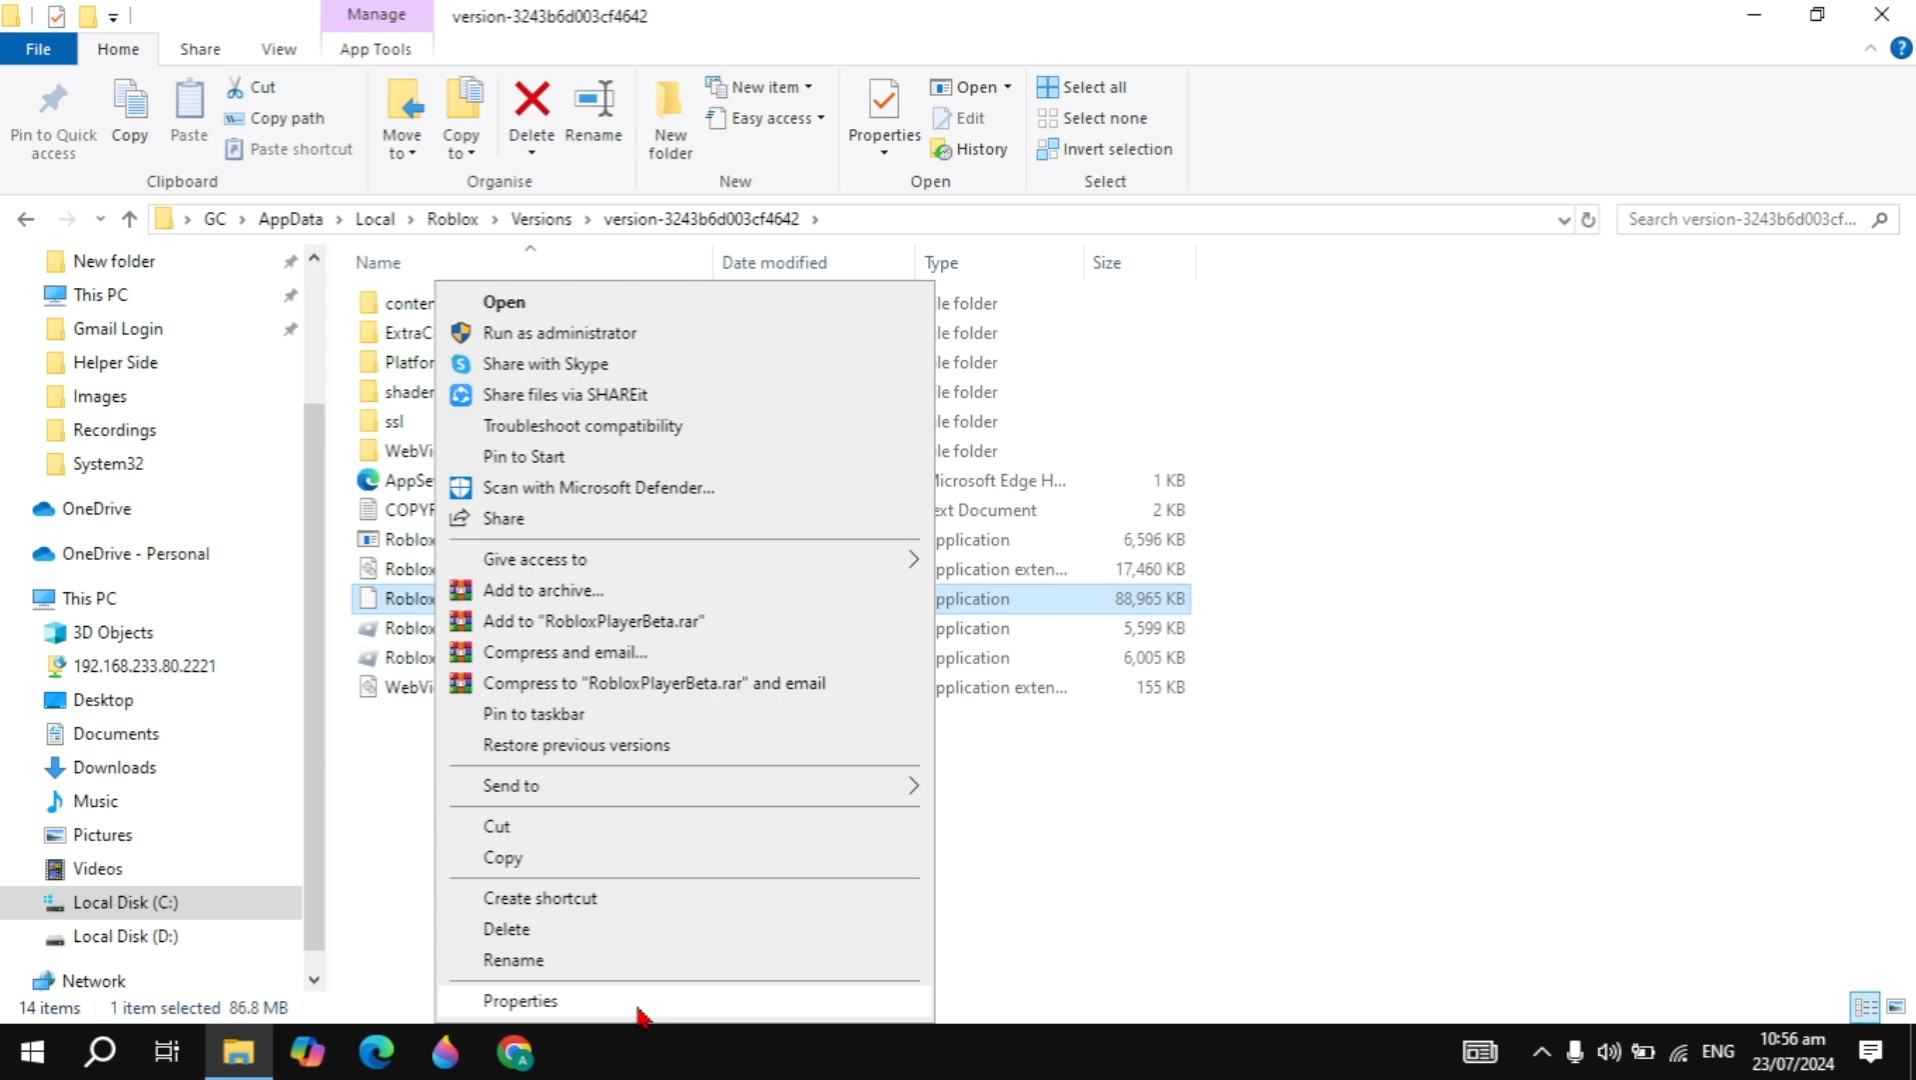 Manage
version-3243b6d003cf4642
File
Home
Share
View
App Tools
Pin to Quick access
Copy
Paste
Cut
Copy path
Paste shortcut
Clipboard
Move to
Copy to
Delete
Rename
Organise
New folder
New item
Easy access
New
Properties
Open
Edit
History
Open
Select all
Select none
Invert selection
Select
GC > AppData > Local > Roblox > Versions > version-3243b6d003cf4642 >
Search version-3243b6d003cf...
New folder
This PC
Gmail Login
Helper Side
Images
Recordings
System32
OneDrive
OneDrive - Personal
This PC
3D Objects
192.168.233.80.2221
Desktop
Documents
Downloads
Music
Pictures
Videos
Local Disk (C:)
Local Disk (D:)
Network
Name
Date modified
Type
Size
conten
ile folder
ExtraC
ile folder
Platfor
ile folder
shader
ile folder
ssl
ile folder
WebVi
ile folder
AppSe
icrosoft Edge H...
1 KB
COPYR
ext Document
2 KB
Roblox
pplication
6,596 KB
Roblox
pplication exten...
17,460 KB
Roblox
pplication
88,965 KB
Roblox
pplication
5,599 KB
Roblox
pplication
6,005 KB
WebVi
pplication exten...
155 KB
Open
Run as administrator
Share with Skype
Share files via SHAREit
Troubleshoot compatibility
Pin to Start
Scan with Microsoft Defender...
Share
Give access to
Add to archive...
Add to "RobloxPlayerBeta.rar"
Compress and email...
Compress to "RobloxPlayerBeta.rar" and email
Pin to taskbar
Restore previous versions
Send to
Cut
Copy
Create shortcut
Delete
Rename
Properties
14 items
1 item selected 86.8 MB
ENG
10:56 am
23/07/2024